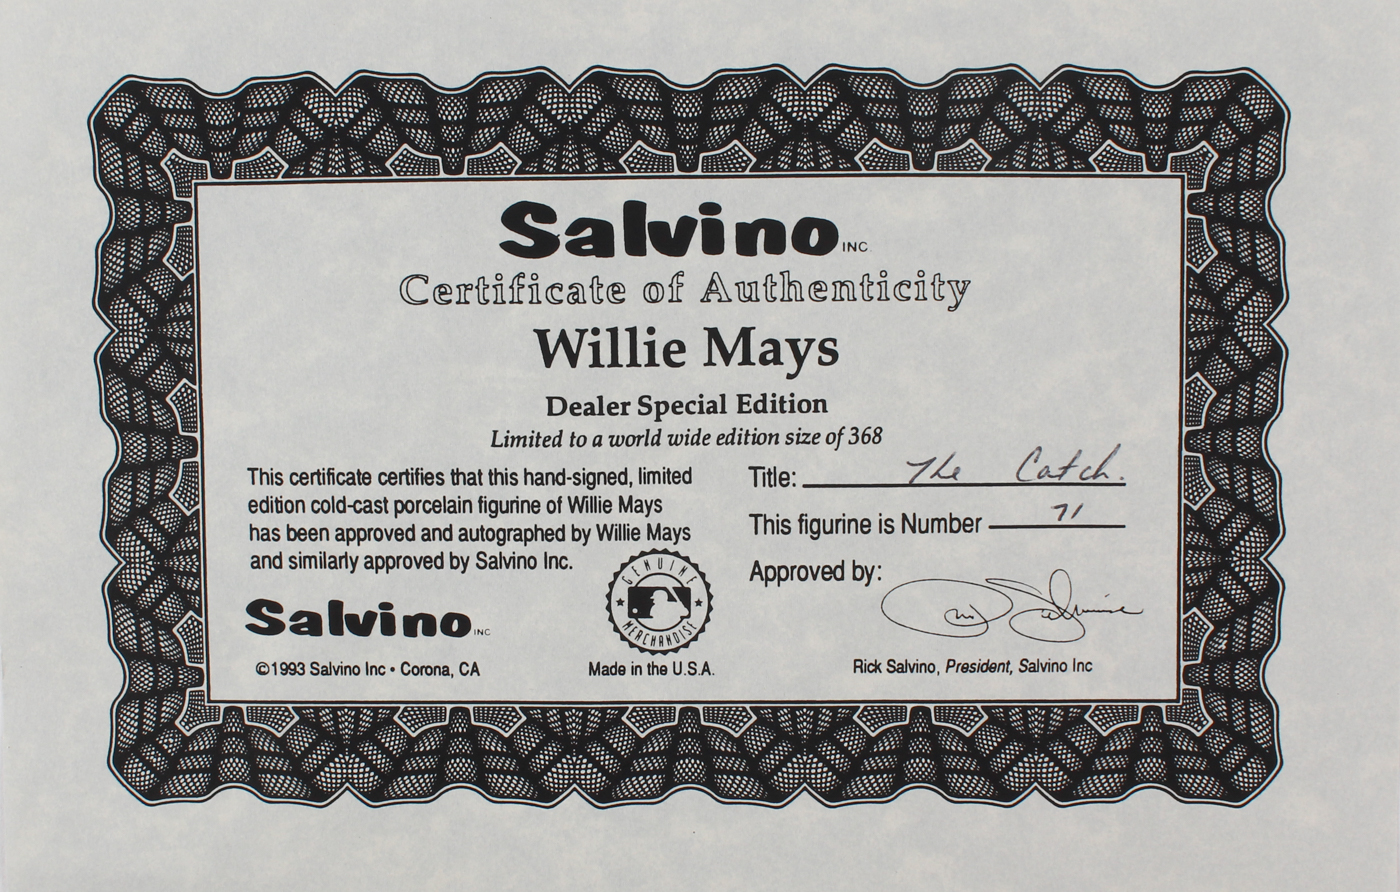 Salvino INC.
Certificate of Authenticity
Willie Mays
Dealer Special Edition
Limited to a world wide edition size of 368
This certificate certifies that this hand-signed, limited
edition cold-cast porcelain figurine of Willie Mays
has been approved and autographed by Willie Mays
and similarly approved by Salvino Inc.
Title: The Catch.
This figurine is Number 71
Approved by:
Salvino INC
©1993 Salvino Inc • Corona, CA
GENUINE
MERCHANDISE
Made in the U.S.A.
Rick Salvino, President, Salvino Inc